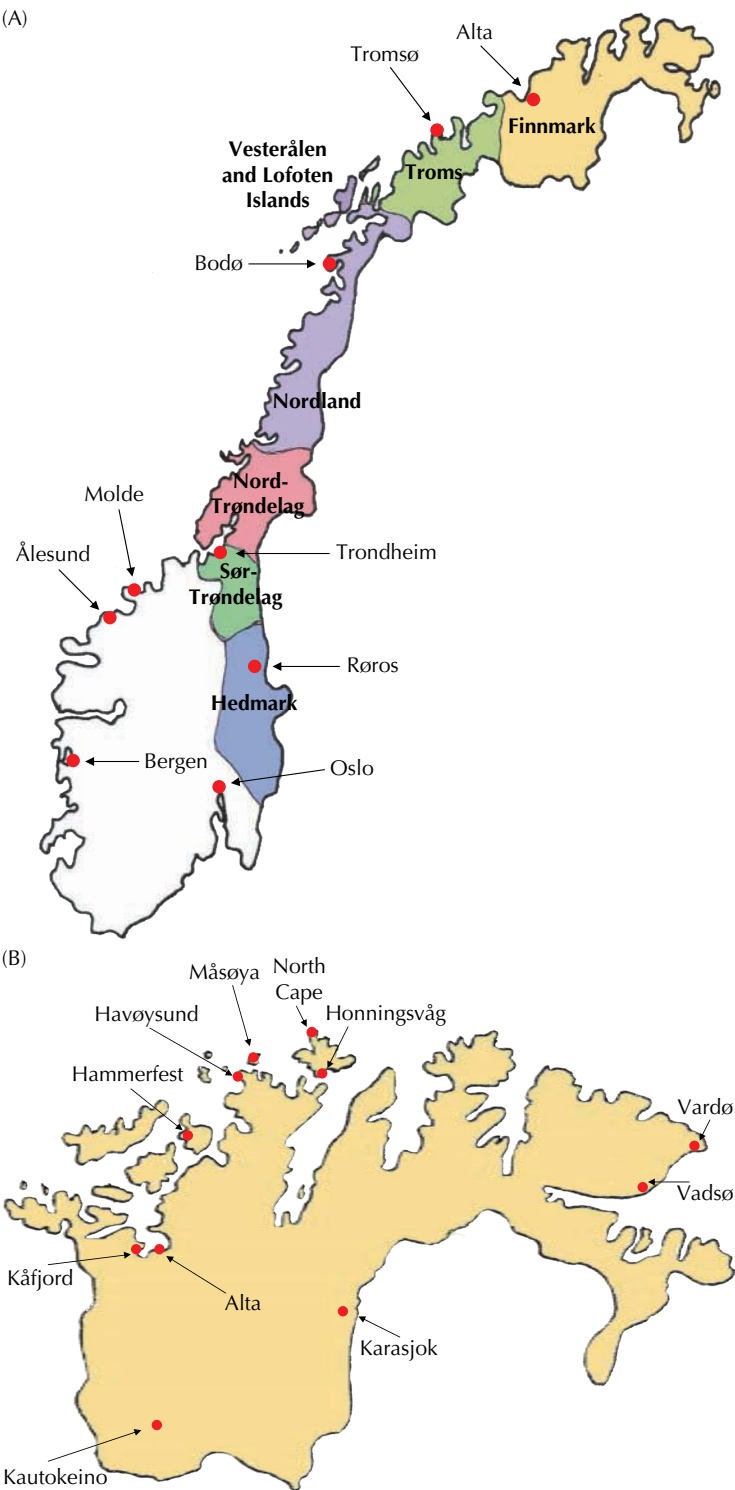 (A)
Alta
Tromsø
Finnmark
Vesterålen
and Lofoten
Islands
Troms
Bodø
Nordland
Nord-
Trøndelag
Molde
Ålesund
Trondheim
Sør-
Trøndelag
Røros
Hedmark
Bergen
Oslo
(B)
Måsøya
North
Cape
Havøysund
Honningsvåg
Hammerfest
Vardø
Vadsø
Kåfjord
Alta
Karasjok
Kautokeino